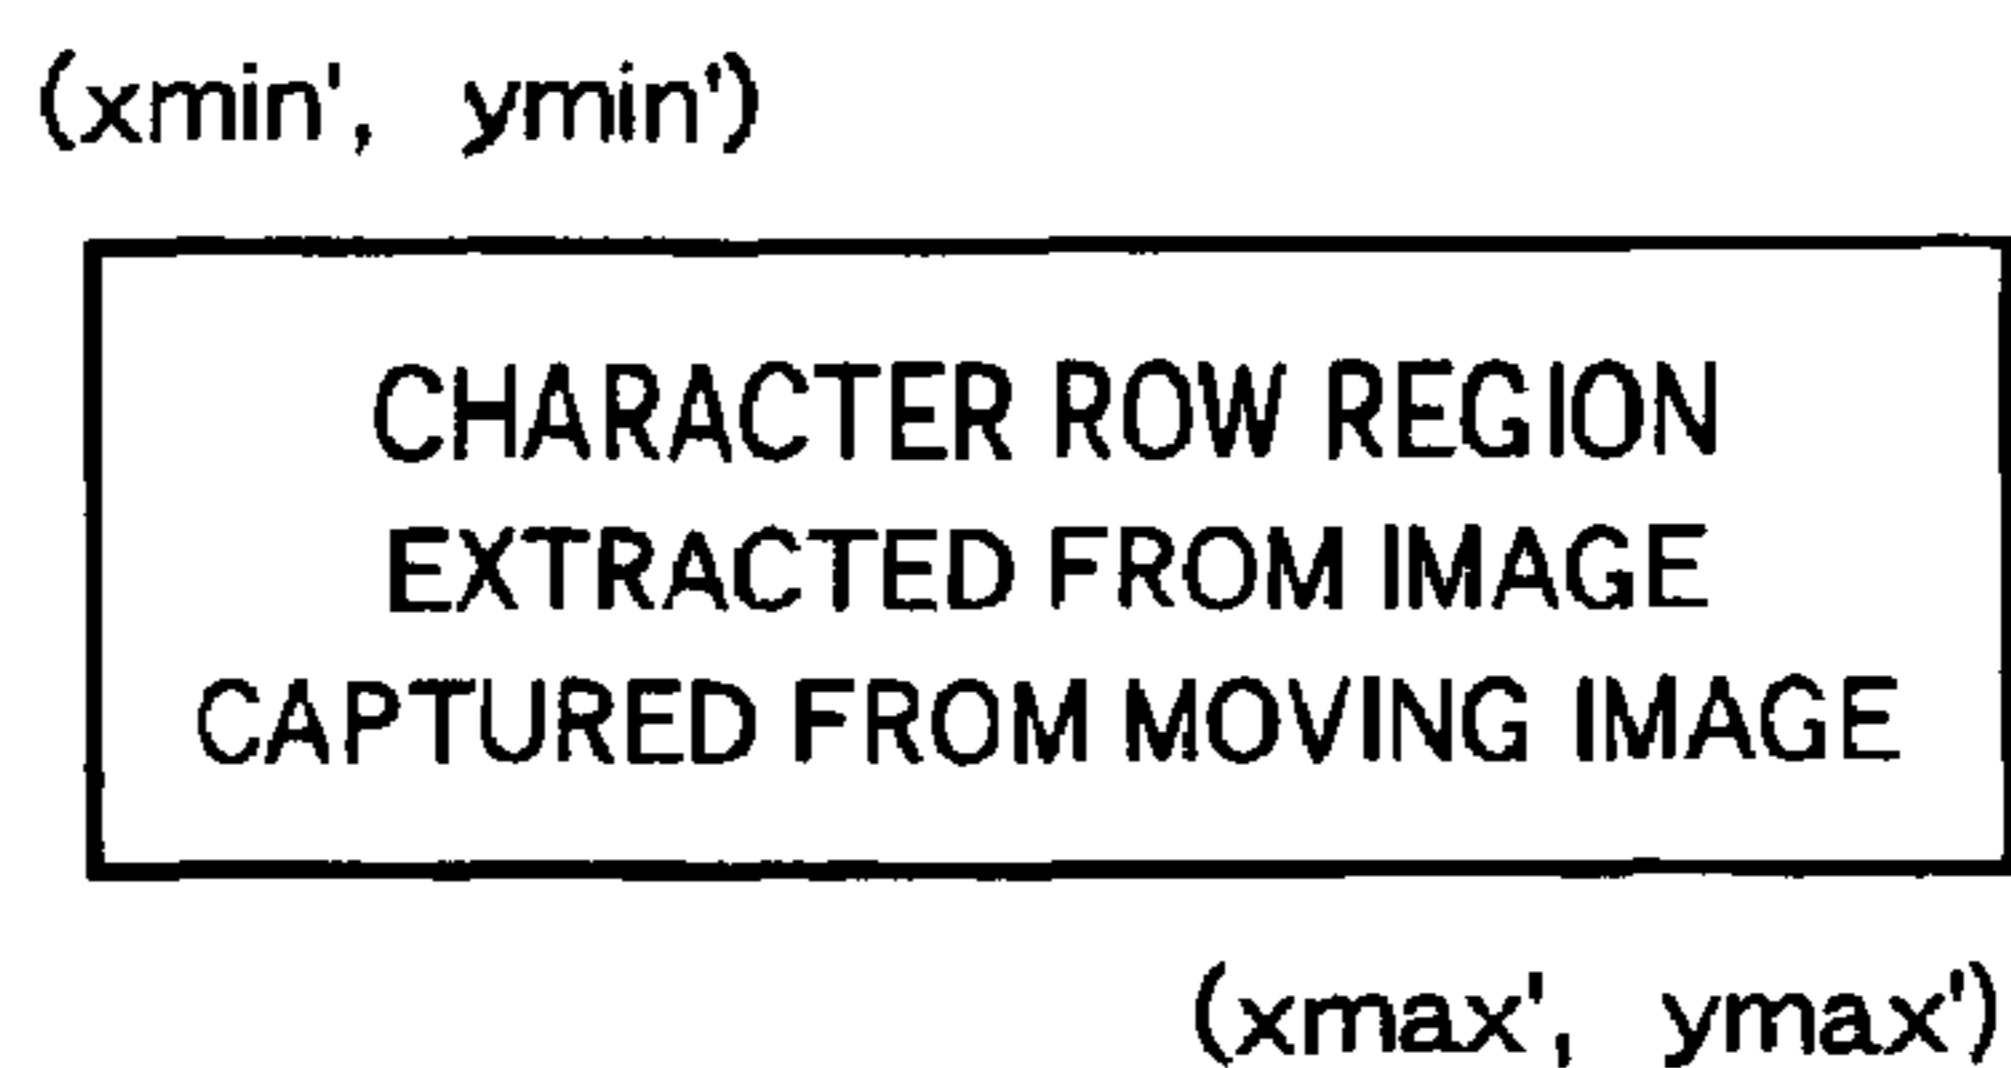 (xmin', ymin')
CHARACTER ROW REGION
EXTRACTED FROM IMAGE
CAPTURED FROM MOVING IMAGE
(xmax', ymax')